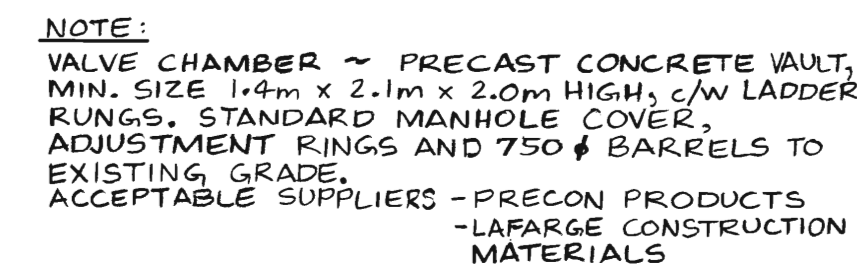 NOTE:
VALVE CHAMBER ~ PRECAST CONCRETE VAULT,
MIN. SIZE 1.4m x 2.1m x 2.0m HIGH, c/w LADDER
RUNGS. STANDARD MANHOLE COVER,
ADJUSTMENT RINGS AND 750 ϕ BARRELS TO
EXISTING GRADE.
ACCEPTABLE SUPPLIERS - PRECON PRODUCTS
- LAFARGE CONSTRUCTION
MATERIALS